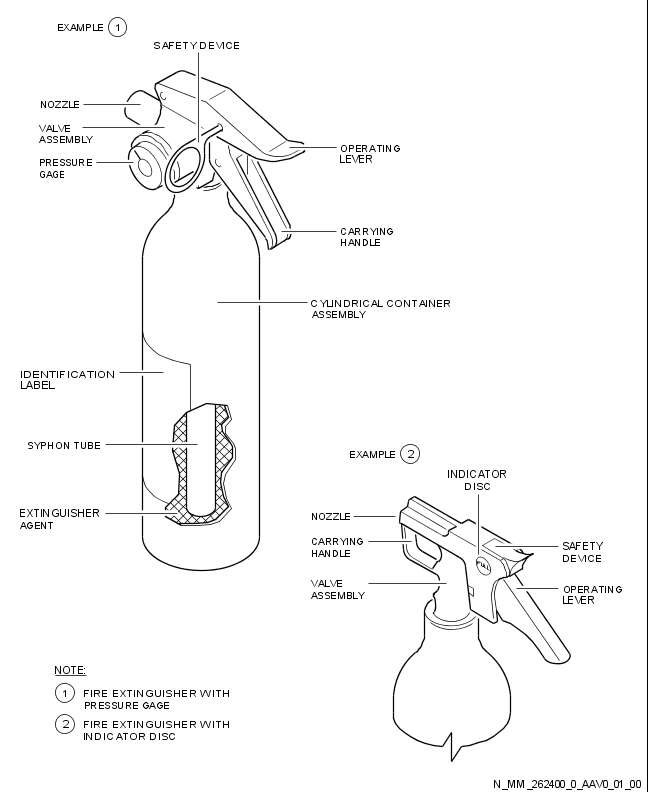 EXAMPLE 1
SAFETY DEVICE
NOZZLE
VALVE
ASSEMBLY
PRESSURE
GAGE
OPERATING
LEVER
CARRYING
HANDLE
CYLINDRICAL CONTAINER
ASSEMBLY
IDENTIFICATION
LABEL
SYPHON TUBE
EXTINGUISHER
AGENT
EXAMPLE 2
INDICATOR
DISC
NOZZLE
CARRYING
HANDLE
VALVE
ASSEMBLY
FULL
SAFETY
DEVICE
OPERATING
LEVER
NOTE:
1 FIRE EXTINGUISHER WITH
PRESSURE GAGE
2 FIRE EXTINGUISHER WITH
INDICATOR DISC
N_MM_262400_0_AAV0_01_00